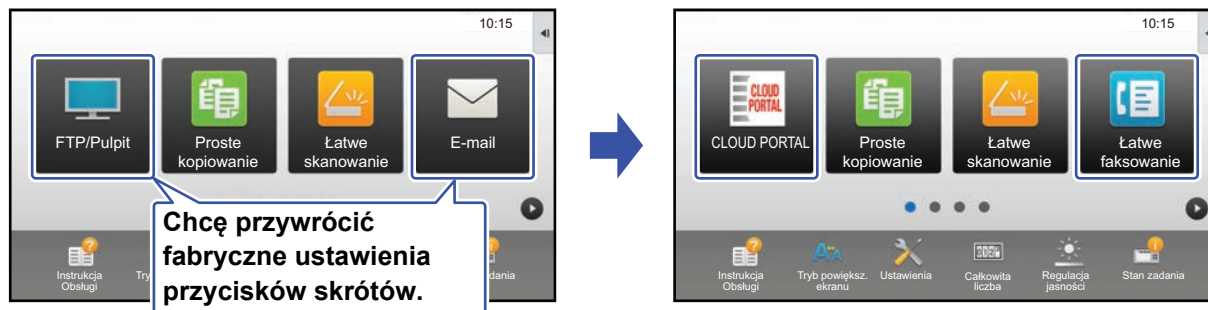 10:15
FTP/Pulpit
Proste
kopiowanie
Łatwe
skanowanie
E-mail
Chcę przywrócić
fabryczne ustawienia
przycisków skrótów.
Instrukcja
Obsługi
10:15
CLOUD
PORTAL
CLOUD PORTAL
Proste
kopiowanie
Łatwe
skanowanie
Łatwe
faksowanie
Instrukcja
Obsługi
Tryb powiększ.
ekranu
Ustawienia
Całkowita
liczba
Regulacja
jasności
Stan zadania